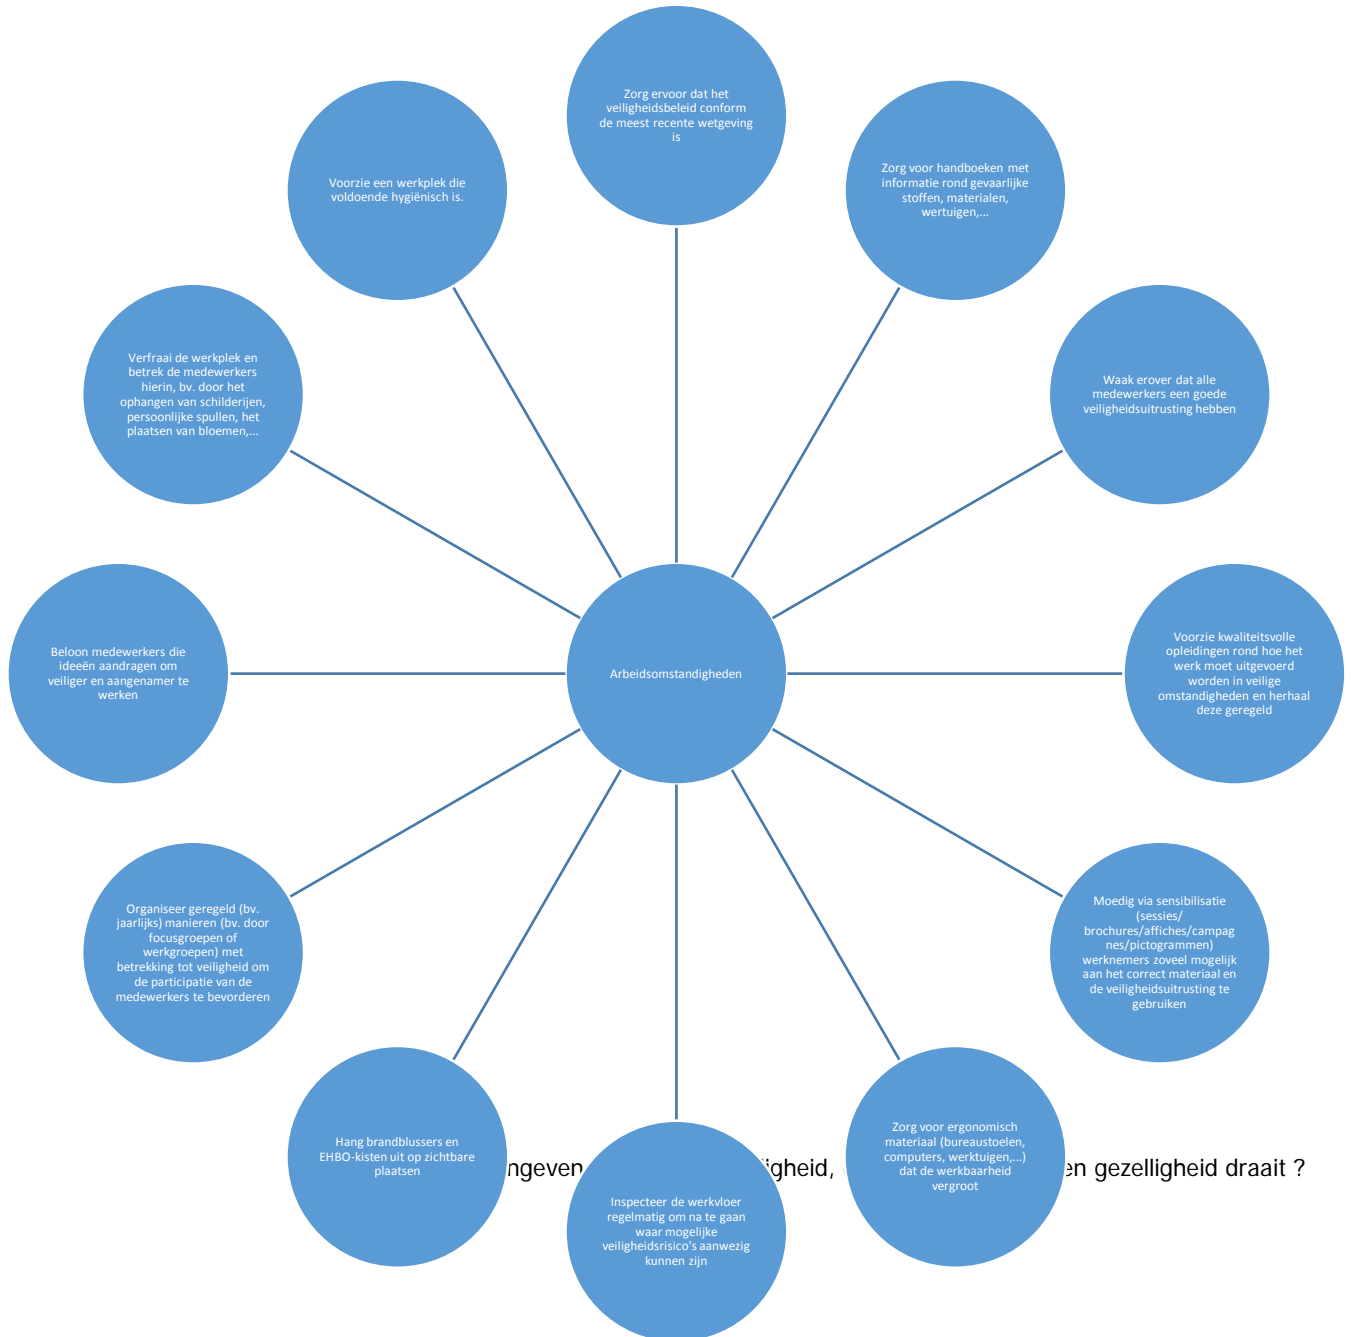 Zorg ervoor dat het
veiligheidsbeleid conform
de meest recente wetgeving
is
Zorg voor handboeken met
informatie rond gevaarlijke
stoffen, materialen,
wertuigen,...
Waak erover dat alle
medewerkers een goede
veiligheidsuitrusting hebben
Voorzie kwaliteitsvolle
opleidingen rond hoe het
werk moet uitgevoerd
worden in veilige
omstandigheden en herhaal
deze geregeld
Moedig via sensibilisatie
(sessies/
brochures/affiches/campag
nes/pictogrammen)
werknemers zoveel mogelijk
aan het correct materiaal en
de veiligheidsuitrusting te
gebruiken
Zorg voor ergonomisch
materiaal (bureaustoelen,
computers, werktuigen,...)
dat de werkbaarheid
vergroot
Inspecteer de werkvloer
regelmatig om na te gaan
waar mogelijke
veiligheidsrisico's aanwezig
kunnen zijn
Hang brandblussers en
EHBO-kisten uit op zichtbare
plaatsen
Organiseer geregeld (bv.
jaarlijks) manieren (bv. door
focusgroepen of
werkgroepen) met
betrekking tot veiligheid om
de participatie van de
medewerkers te bevorderen
Beloon medewerkers die
ideeën aandragen om
veiliger en aangenamer te
werken
Verfraai de werkplek en
betrek de medewerkers
hierin, bv. door het
ophangen van schilderijen,
persoonlijke spullen, het
plaatsen van bloemen,...
Voorzie een werkplek die
voldoende hygiënisch is.
Arbeidsomstandigheden
ngeven igheid, en gezelligheid draait ?